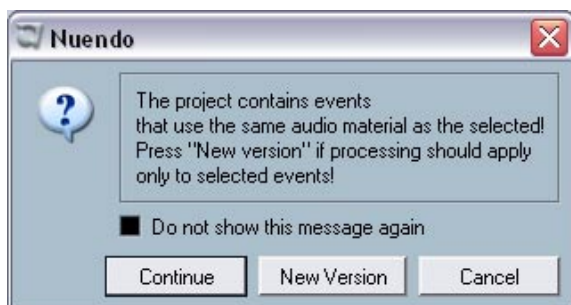 Nuendo
The project contains events
that use the same audio material as the selected!
Press "New version" if processing should apply
only to selected events!
Do not show this message again
Continue New Version Cancel